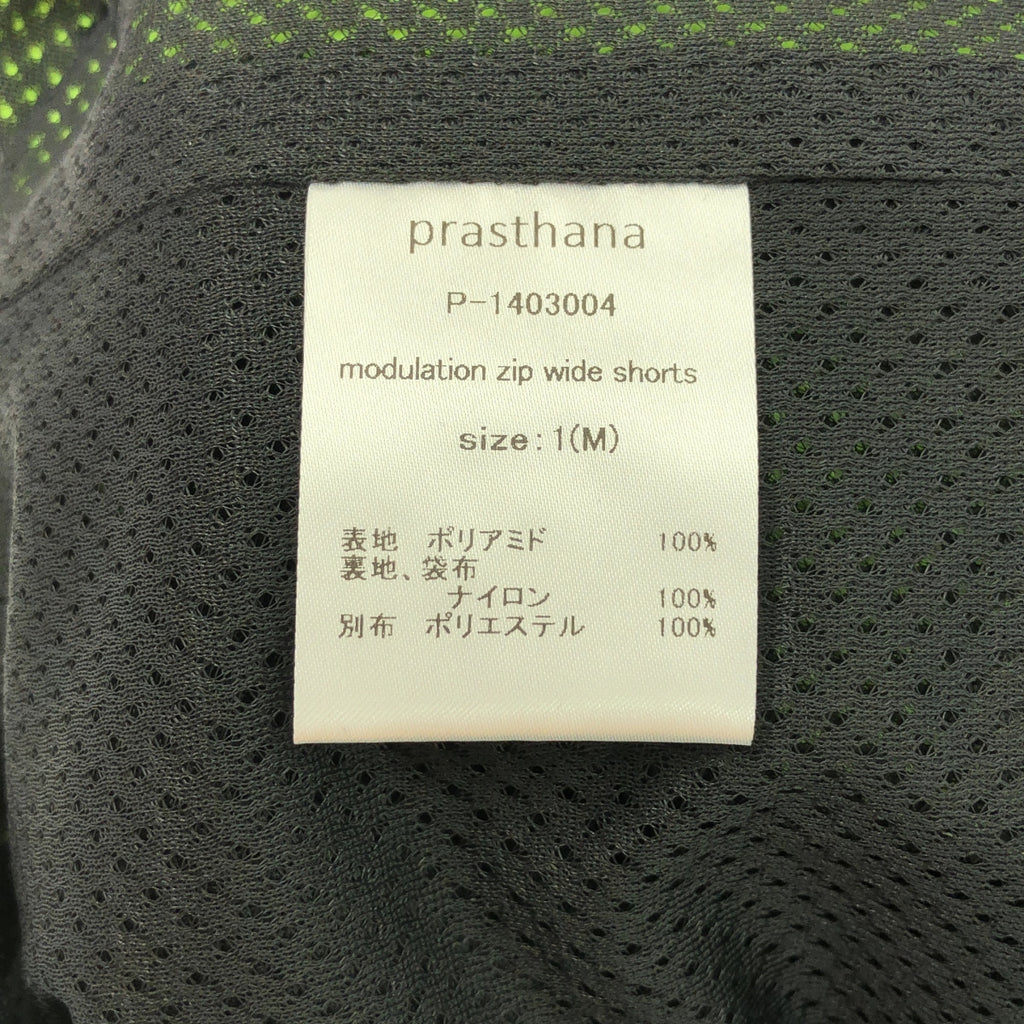 prasthana
P-1403004
modulation zip wide shorts
size:1(M)
表地 ポリアミド 100%
裏地、袋布
ナイロン 100%
別布 ポリエステル 100%